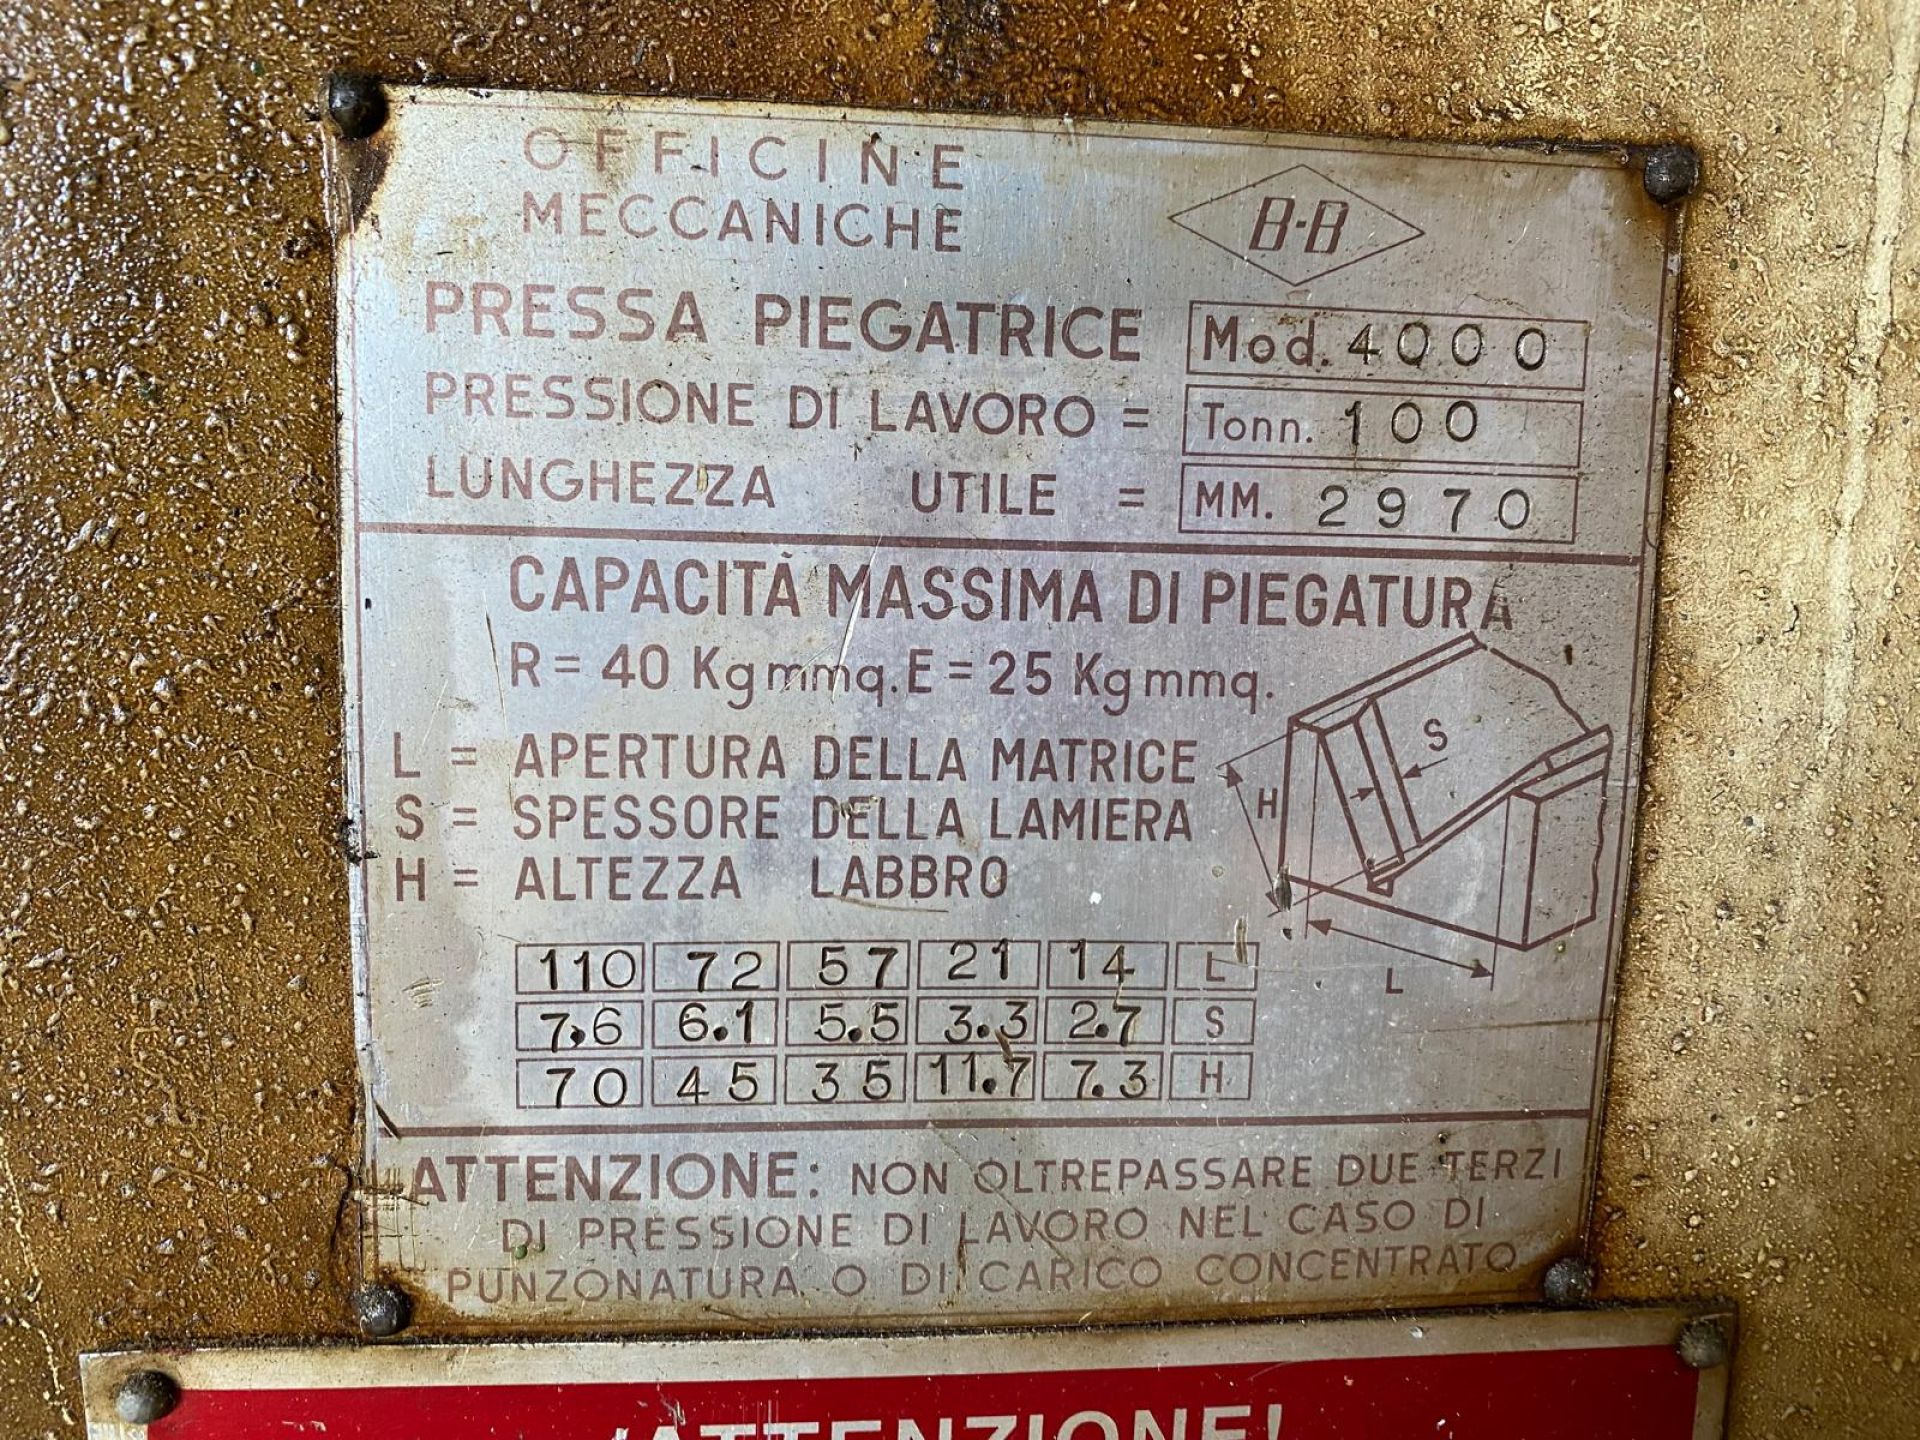 OFFICINE
MECCANICHE
B-B
PRESSA PIEGATRICE Mod. 4000
PRESSIONE DI LAVORO = Tonn. 100
LUNGHEZZA UTILE = MM. 2970
CAPACITÀ MASSIMA DI PIEGATURA
R = 40 Kg mmq. E = 25 Kg mmq.
L = APERTURA DELLA MATRICE
S = SPESSORE DELLA LAMIERA
H = ALTEZZA LABBRO
S
H
L
110 72 57 21 14 L
7,6 6.1 5.5 3.3 2.7 S
70 45 35 11.7 7.3 H
ATTENZIONE: NON OLTREPASSARE DUE TERZI
DI PRESSIONE DI LAVORO NEL CASO DI
PUNZONATURA O DI CARICO CONCENTRATO
ATTENZIONE!